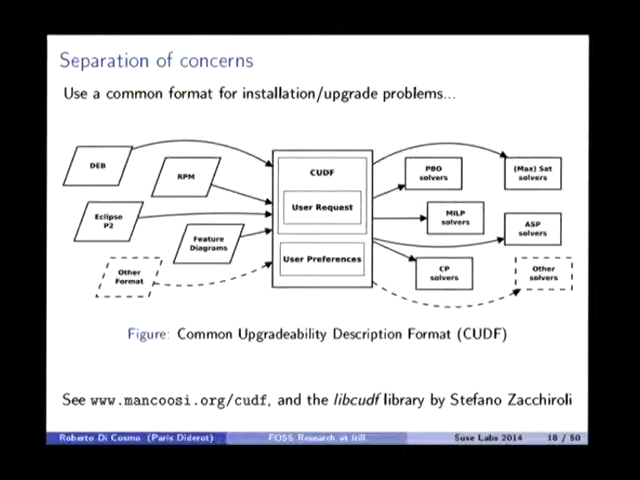 Separation of concerns
Use a common format for installation/upgrade problems...
DEB
RPM
Eclipse
P2
Feature
Diagrams
Other
Format
CUDF
User Request
User Preferences
PBO
solvers
(Max) Sat
solvers
MILP
solvers
ASP
solvers
CP
solvers
Other
solvers
Figure: Common Upgradeability Description Format (CUDF)
See www.mancoosi.org/cudf, and the libcudf library by Stefano Zacchiroli
Roberto Di Cosmo (Paris Diderot) FOSS Research at Irill Suse Labs 2014 18 / 50